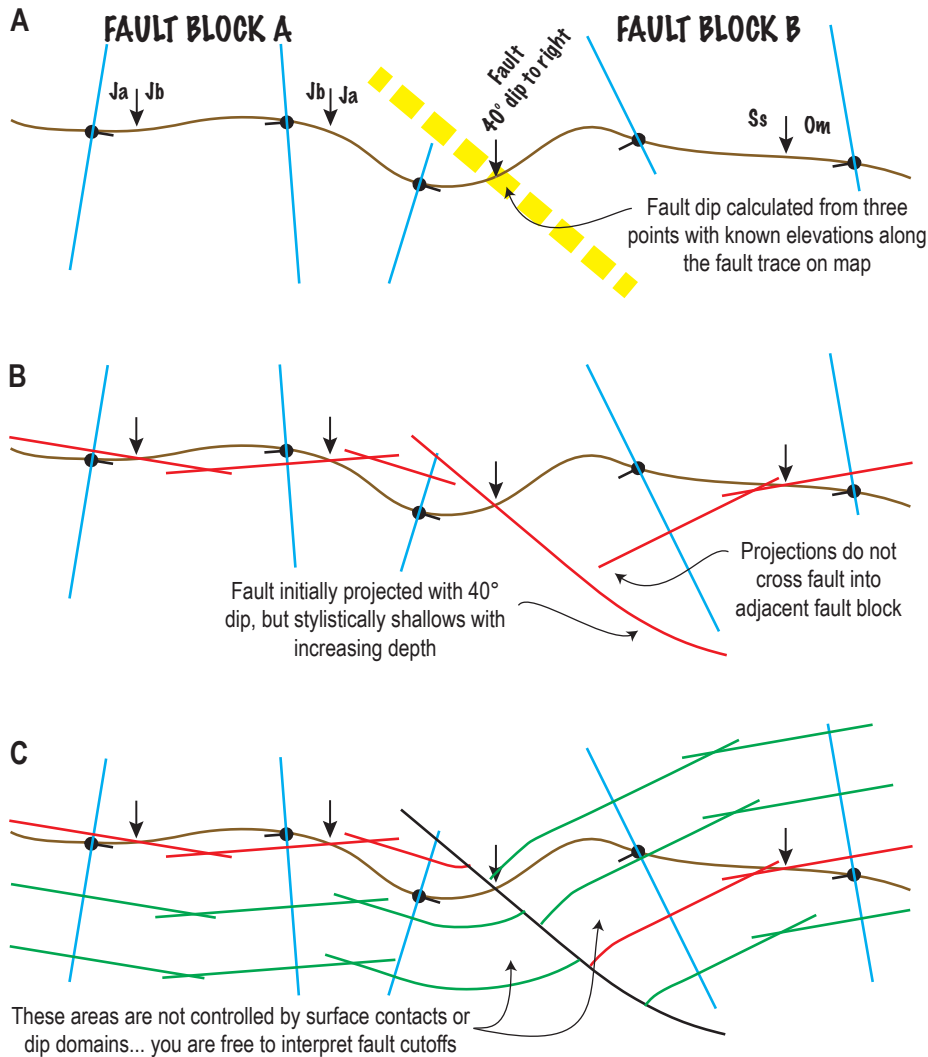 A
FAULT BLOCK A
FAULT BLOCK B
Ja Jb
Jb Ja
Fault
40° dip to right
Ss Om
Fault dip calculated from three
points with known elevations along
the fault trace on map
B
Fault initially projected with 40°
dip, but stylistically shallows with
increasing depth
Projections do not
cross fault into
adjacent fault block
C
These areas are not controlled by surface contacts or
dip domains... you are free to interpret fault cutoffs